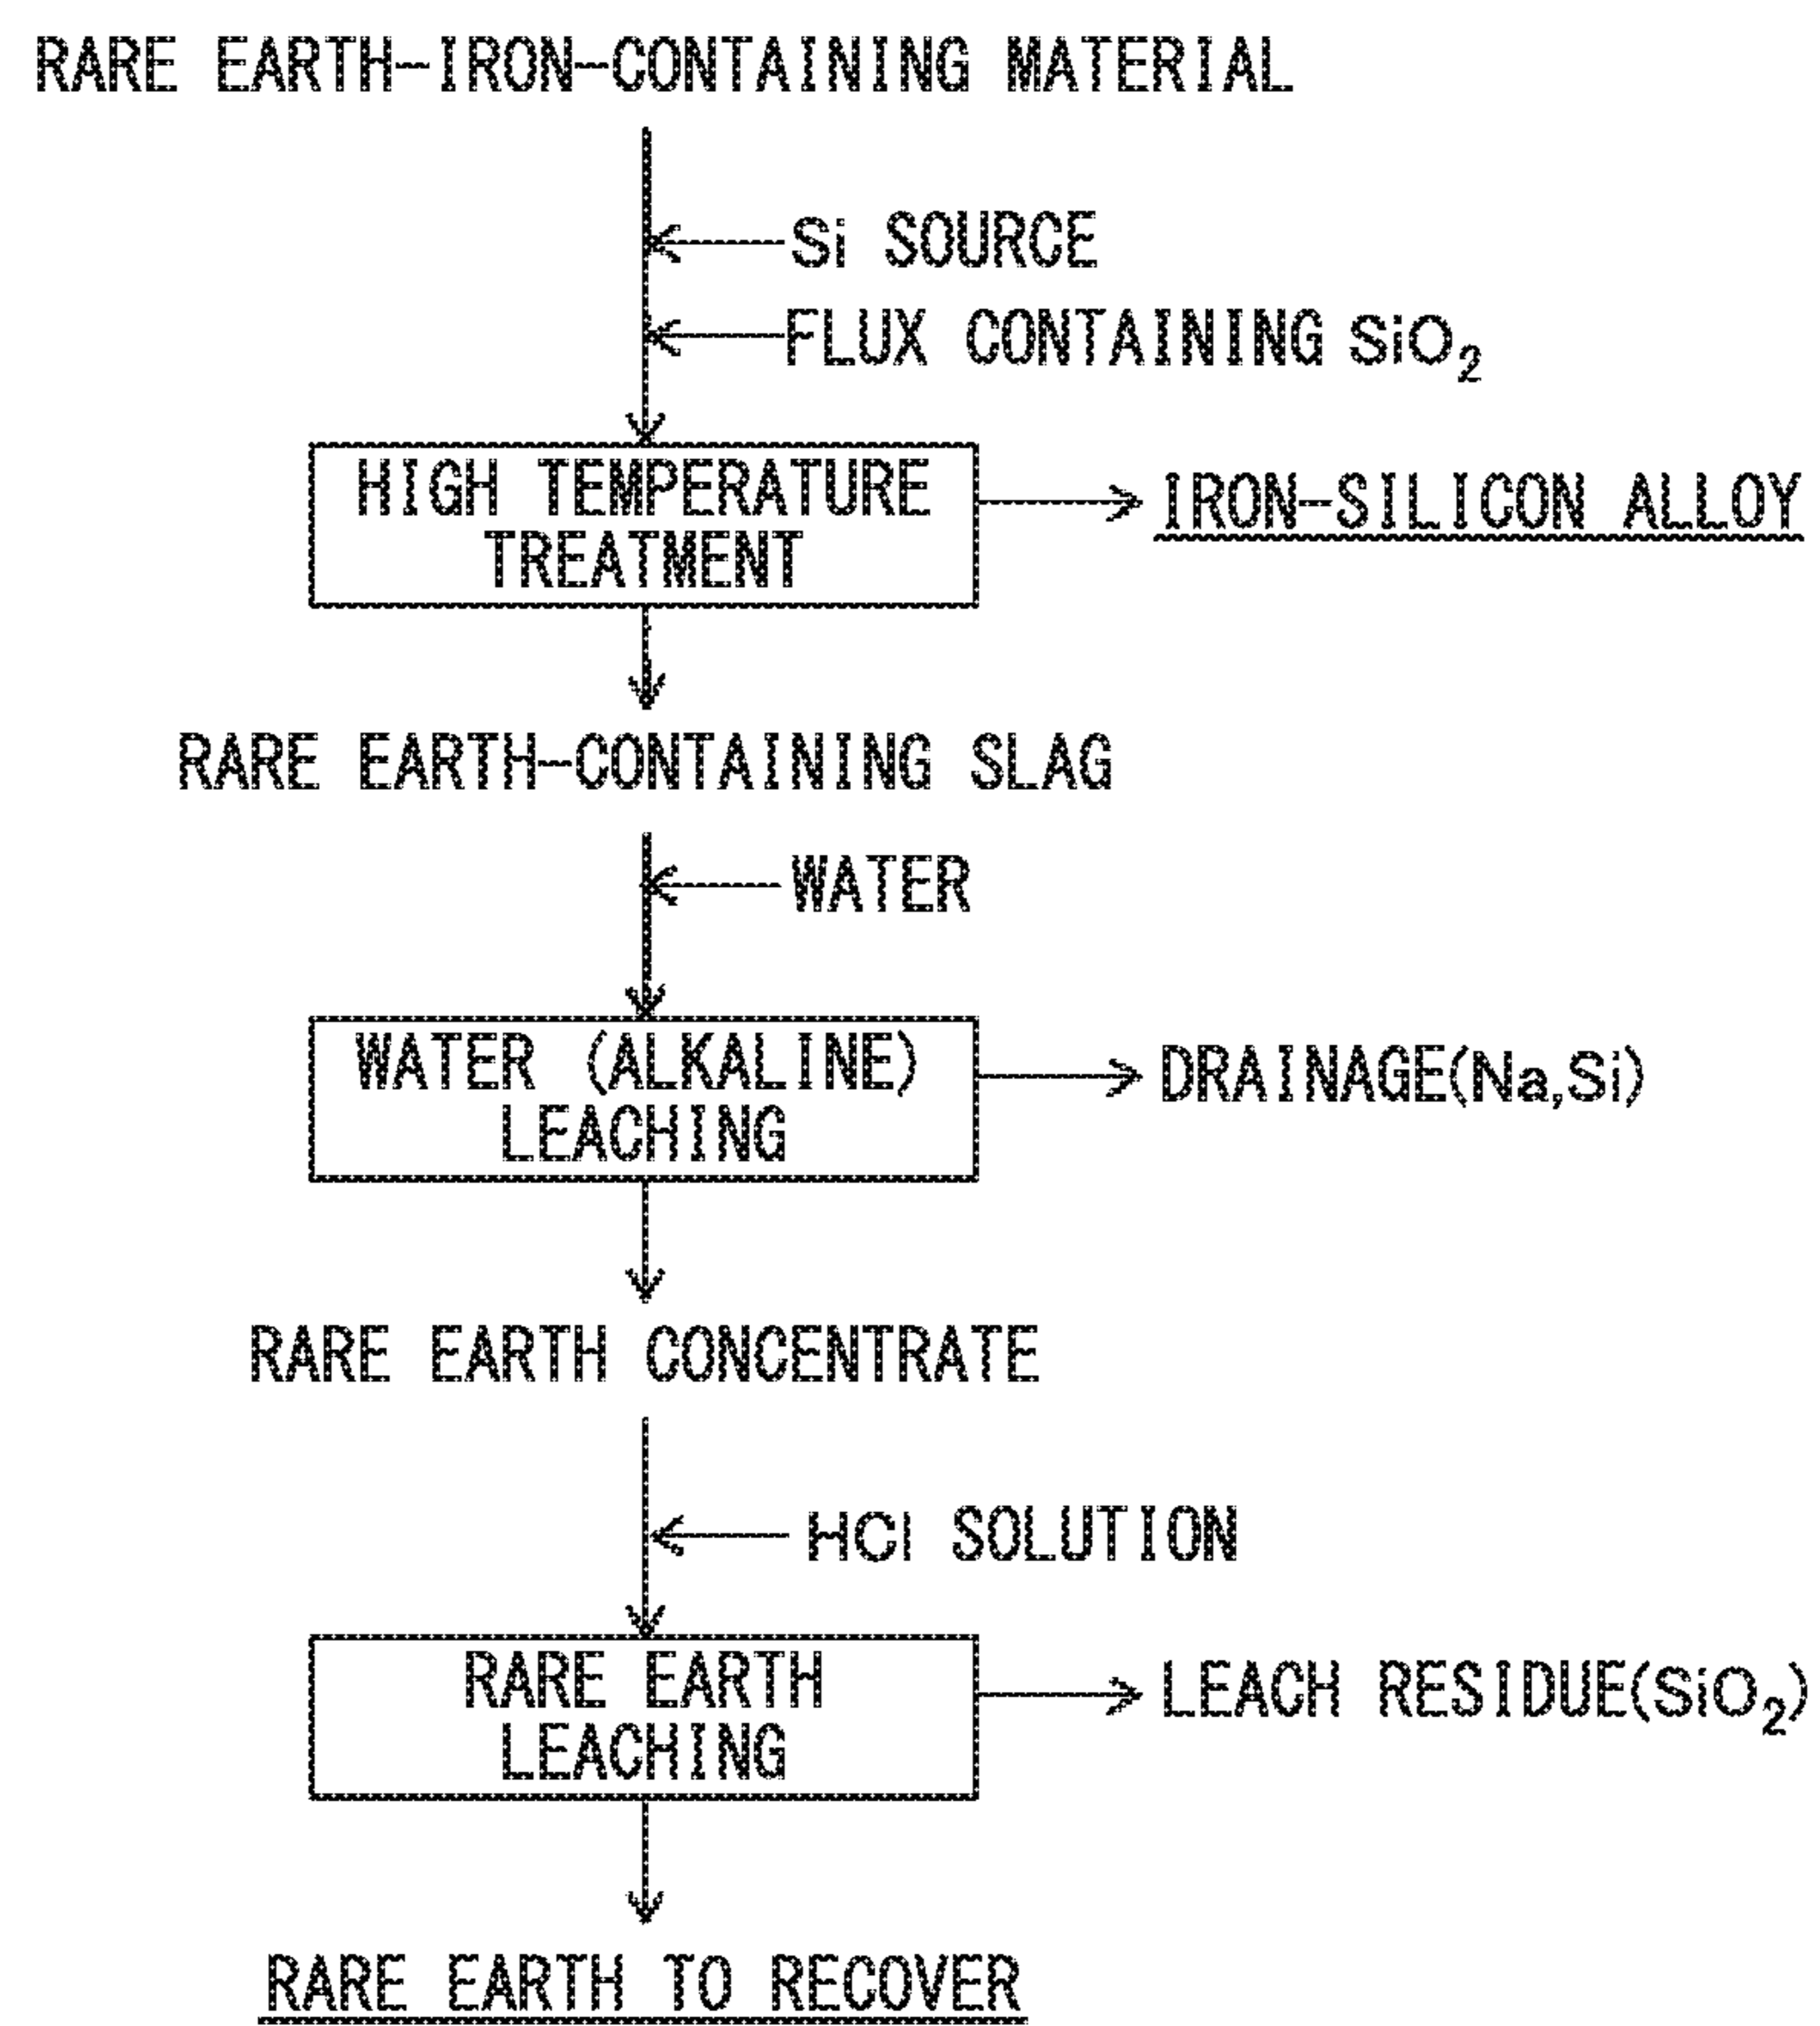 RARE EARTH-IRON-CONTAINING MATERIAL
Si SOURCE
FLUX CONTAINING SiO₂
HIGH TEMPERATURE
TREATMENT
IRON-SILICON ALLOY
RARE EARTH-CONTAINING SLAG
WATER
WATER (ALKALINE)
LEACHING
DRAINAGE(Na,Si)
RARE EARTH CONCENTRATE
HCl SOLUTION
RARE EARTH
LEACHING
LEACH RESIDUE(SiO₂)
RARE EARTH TO RECOVER